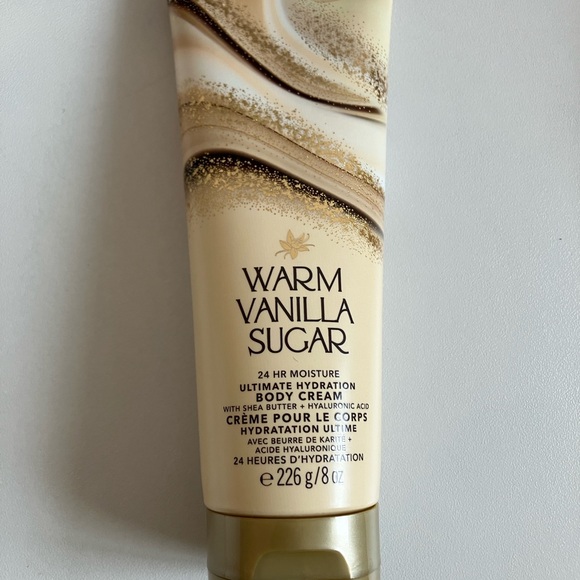 WARM
VANILLA
SUGAR
24 HR MOISTURE
ULTIMATE HYDRATION
BODY CREAM
WITH SHEA BUTTER + HYALURONIC ACID
CRÈME POUR LE CORPS
HYDRATATION ULTIME
AVEC BEURRE DE KARITÉ +
ACIDE HYALURONIQUE
24 HEURES D'HYDRATATION
℮ 226 g/8 oz